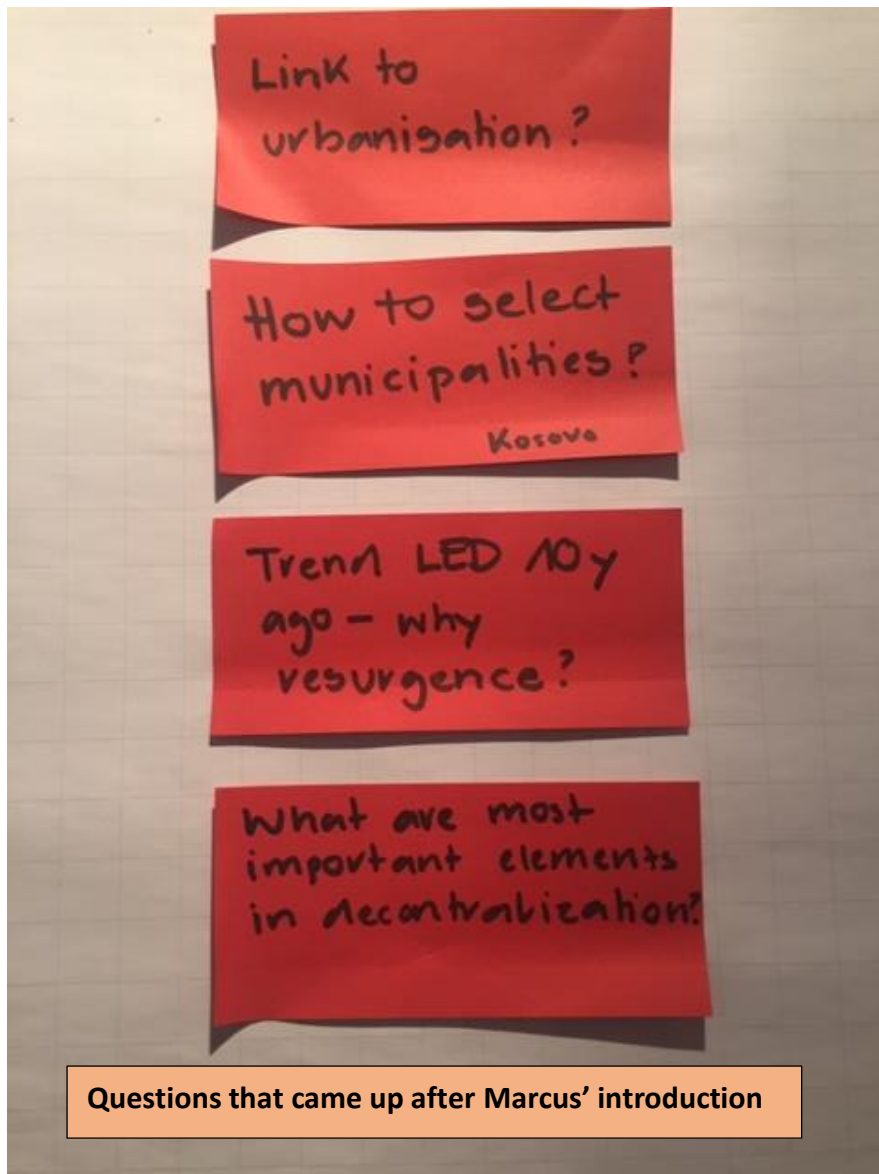 Link to
urbanisation?
How to select
municipalities?
Kosovo
Trend LED 10y
ago – why
resurgence?
What are most
important elements
in decentralization?
Questions that came up after Marcus’ introduction